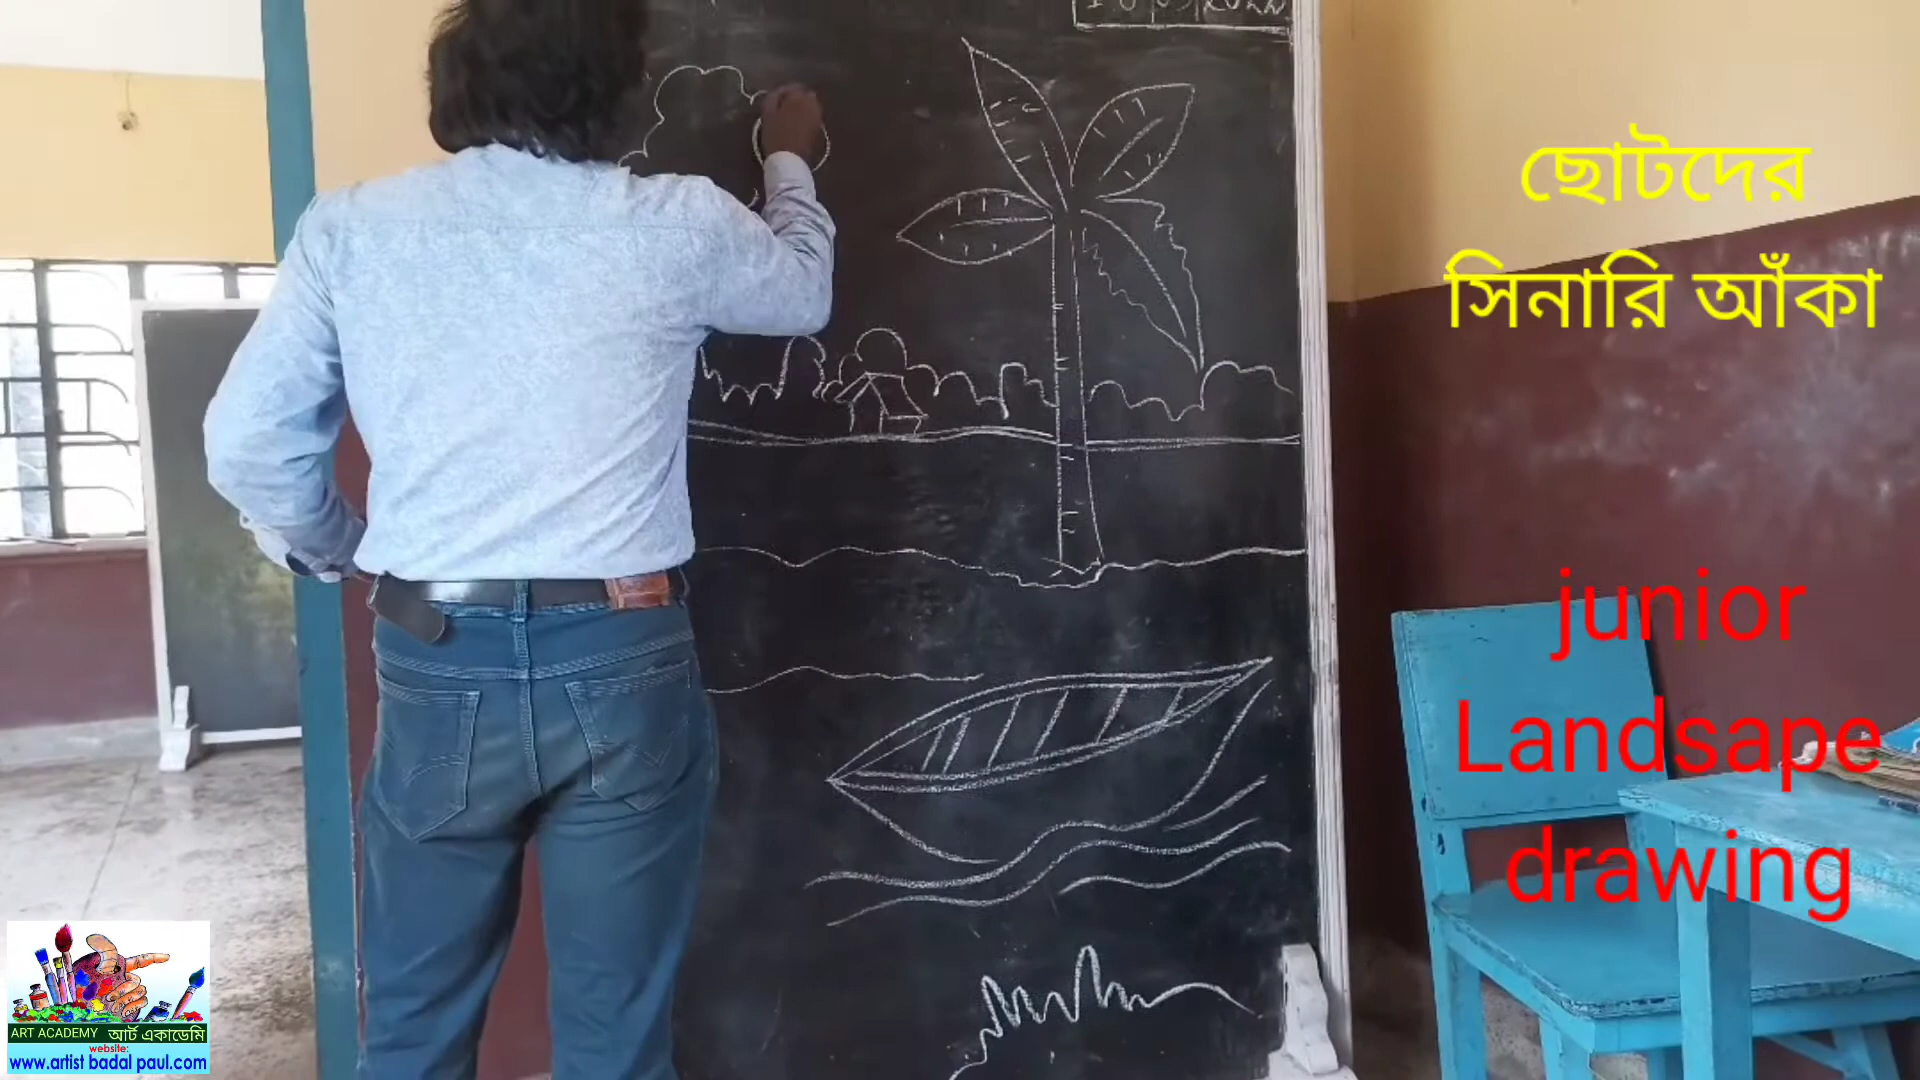 ছোটদের
সিনারি আঁকা
junior
Landsape
drawing
ART ACADEMY আর্ট একাডেমি
website:
www.artist badal paul.com